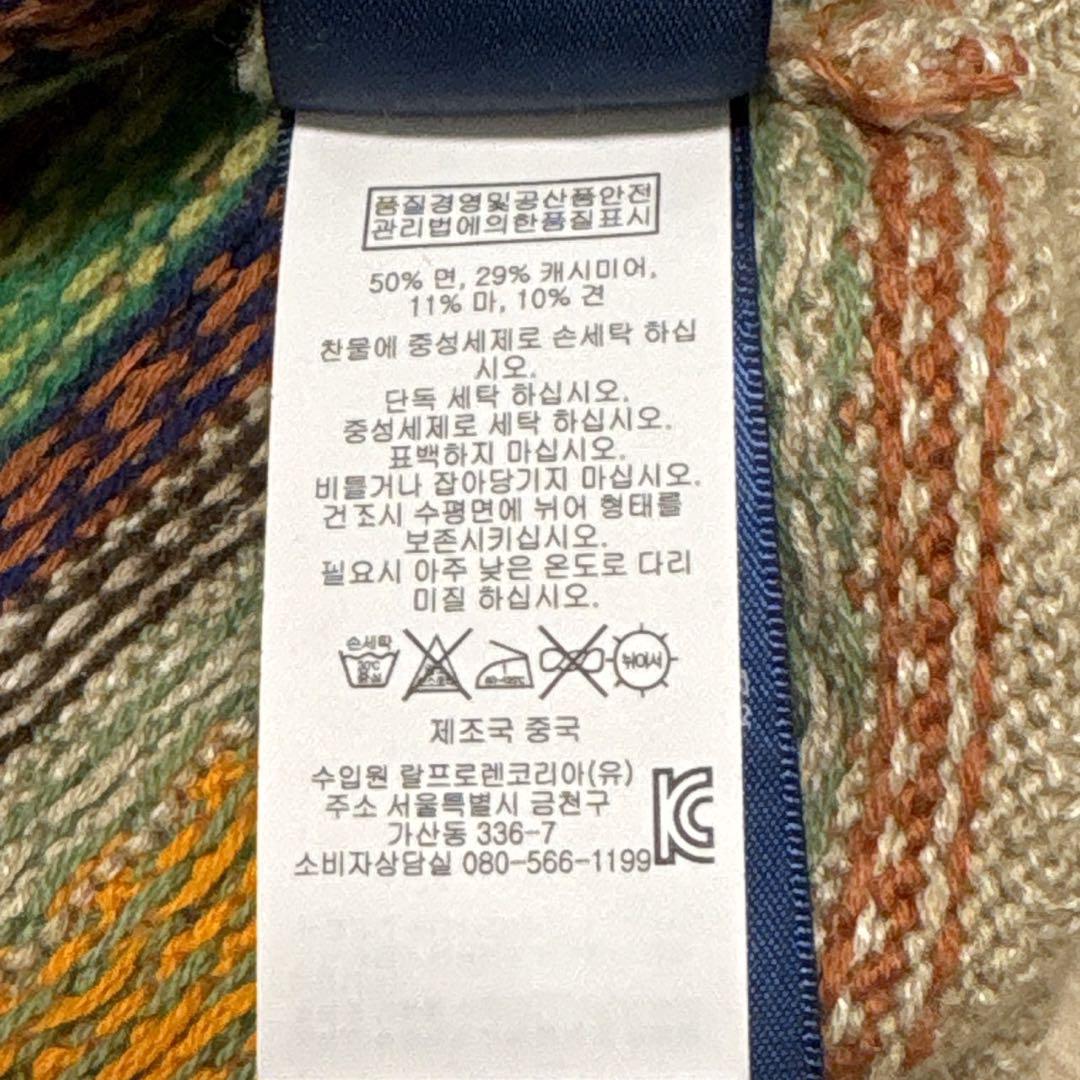 품질경영및공산품안전
관리법에의한품질표시
50% 면, 29% 캐시미어,
11% 마, 10% 견
찬물에 중성세제로 손세탁 하십
시오.
단독 세탁 하십시오.
중성세제로 세탁 하십시오.
표백하지 마십시오.
비틀거나 잡아당기지 마십시오.
건조시 수평면에 뉘어 형태를
보존시키십시오.
필요시 아주 낮은 온도로 다리
미질 하십시오.
손세탁
30℃
80-120℃
뉘어서
제조국 중국
수입원 랄프로렌코리아(유)
주소 서울특별시 금천구
가산동 336-7
소비자상담실 080-566-1199